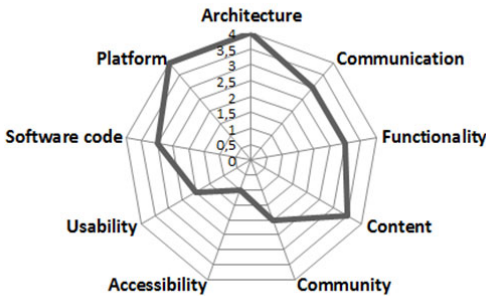 Architecture
4
3,5
3
2,5
2
1,5
1
0,5
0
Communication
Functionality
Content
Community
Accessibility
Usability
Software code
Platform